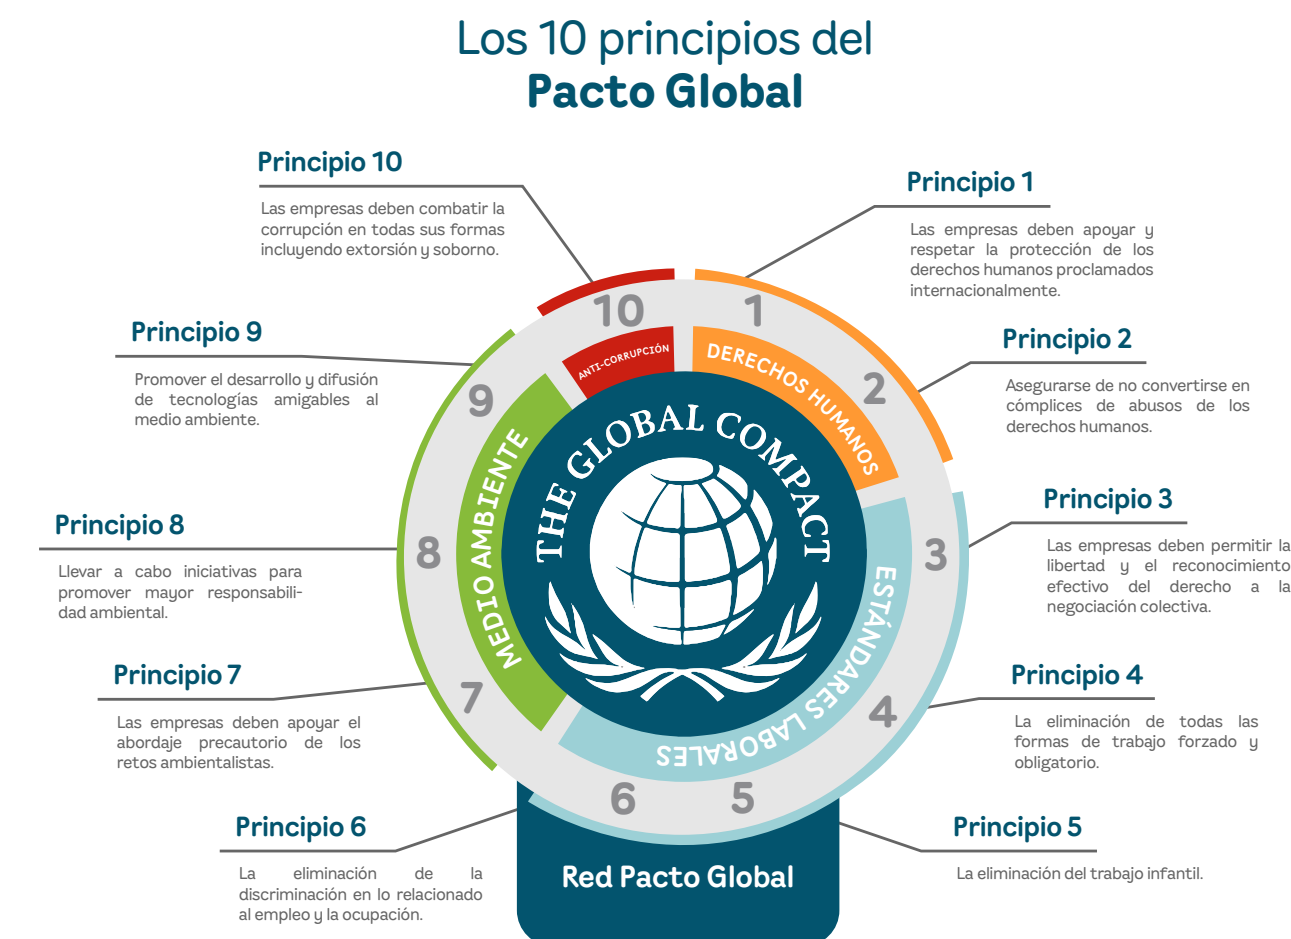 Los 10 principios del
Pacto Global
Principio 10
Las empresas deben combatir la
corrupción en todas sus formas
incluyendo extorsión y soborno.
Principio 1
Las empresas deben apoyar y
respetar la protección de los
derechos humanos proclamados
internacionalmente.
Principio 9
Promover el desarrollo y difusión
de tecnologías amigables al
medio ambiente.
Principio 2
Asegurarse de no convertirse en
cómplices de abusos de los
derechos humanos.
Principio 8
Llevar a cabo iniciativas para
promover mayor responsabili-
dad ambiental.
Principio 3
Las empresas deben permitir la
libertad y el reconocimiento
efectivo del derecho a la
negociación colectiva.
Principio 7
Las empresas deben apoyar el
abordaje precautorio de los
retos ambientalistas.
Principio 4
La eliminación de todas las
formas de trabajo forzado y
obligatorio.
Principio 6
La eliminación de la
discriminación en lo relacionado
al empleo y la ocupación.
Principio 5
La eliminación del trabajo infantil.
10
1
2
3
4
5
6
7
8
9
ANTI-CORRUPCIÓN
DERECHOS HUMANOS
ESTÁNDARES LABORALES
MEDIO AMBIENTE
THE GLOBAL COMPACT
Red Pacto Global